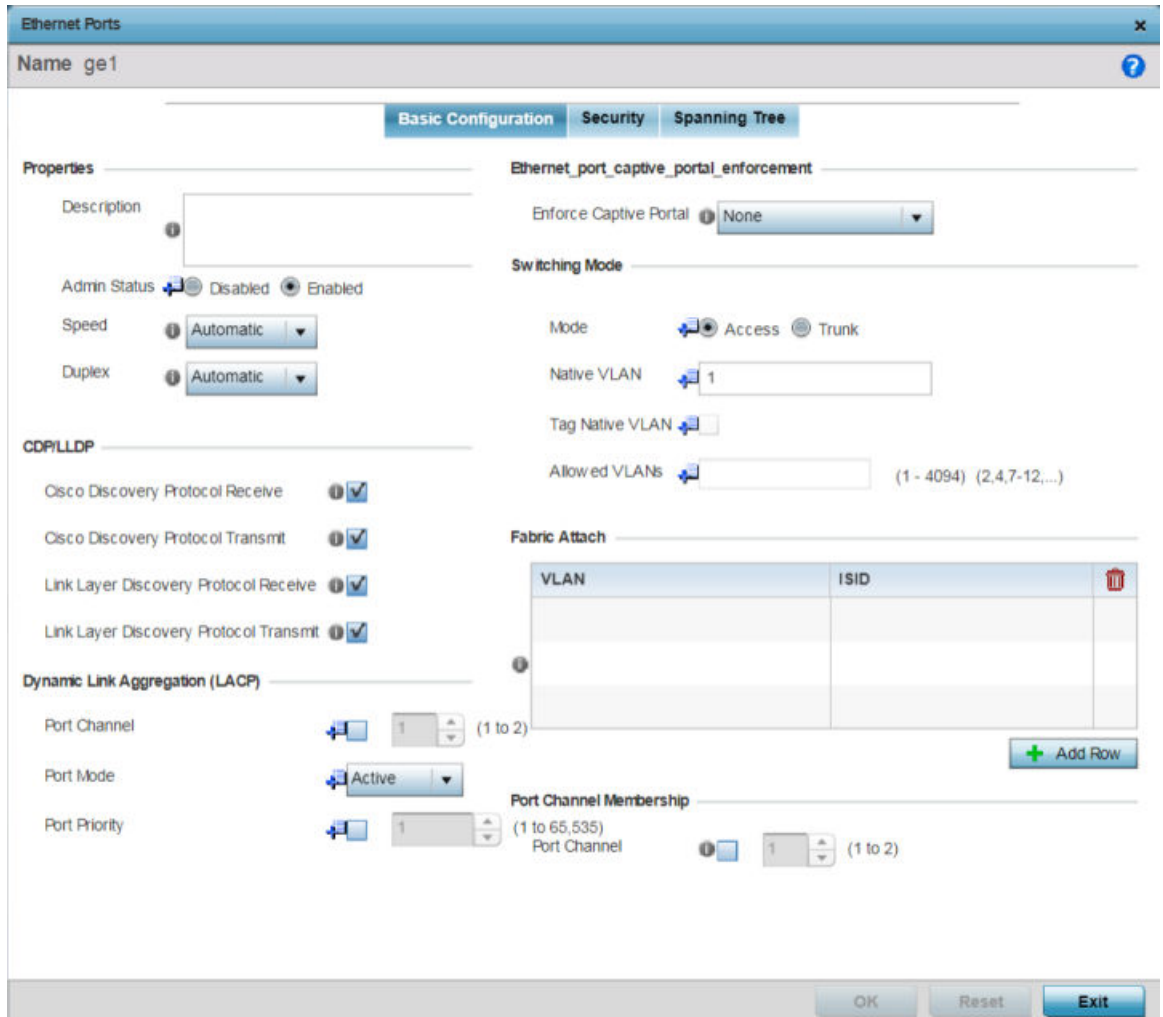 Ethernet Ports
Name ge1
Basic Configuration Security Spanning Tree
Properties
Description
Admin Status Disabled Enabled
Speed Automatic
Duplex Automatic
CDP/LLDP
Cisco Discovery Protocol Receive
Cisco Discovery Protocol Transmit
Link Layer Discovery Protocol Receive
Link Layer Discovery Protocol Transmit
Dynamic Link Aggregation (LACP)
Port Channel 1 (1 to 2)
Port Mode Active
Port Priority 1 (1 to 65,535)
Ethernet_port_captive_portal_enforcement
Enforce Captive Portal None
Switching Mode
Mode Access Trunk
Native VLAN 1
Tag Native VLAN
Allowed VLANs (1 - 4094) (2,4,7-12,...)
Fabric Attach
VLAN ISID
Add Row
Port Channel Membership
Port Channel 1 (1 to 2)
OK Reset Exit